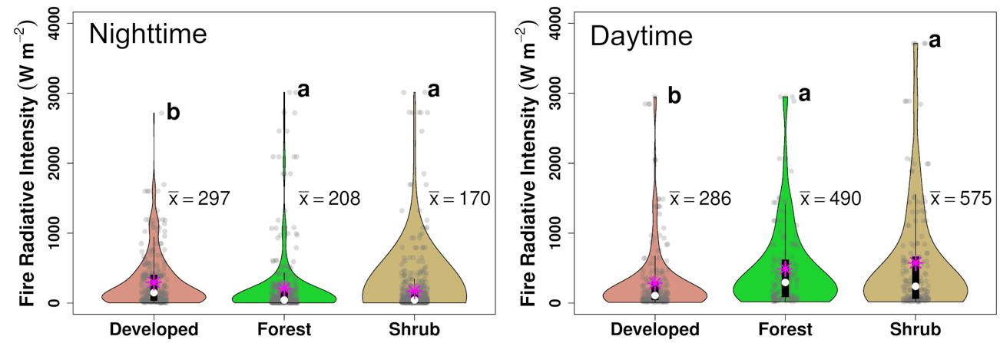 Nighttime
Fire Radiative Intensity (W m⁻²)
4000
3000
2000
1000
0
b
a
a
x̅ = 297
x̅ = 208
x̅ = 170
Developed
Forest
Shrub
Daytime
Fire Radiative Intensity (W m⁻²)
4000
3000
2000
1000
0
b
a
a
x̅ = 286
x̅ = 490
x̅ = 575
Developed
Forest
Shrub